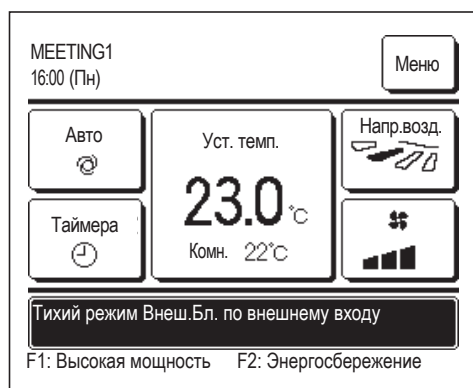 MEETING1
16:00 (Пн)
Меню
Авто
Уст. темп.
Напр.возд.
23.0°C
Таймера
Комн. 22°C
Тихий режим Внеш.Бл. по внешнему входу
F1: Высокая мощность F2: Энергосбережение